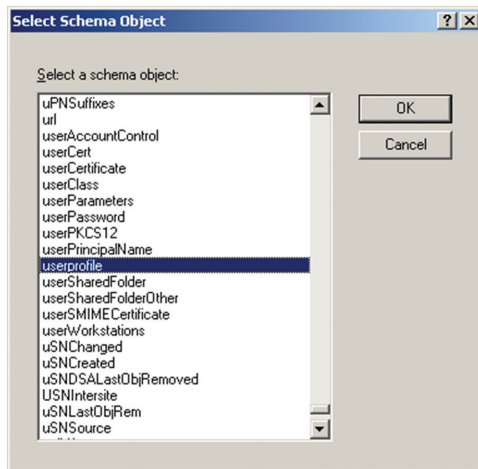 Select Schema Object
Select a schema object:
uPNSuffixes
url
userAccountControl
userCert
userCertificate
userClass
userParameters
userPassword
userPKCS12
userPrincipalName
userprofile
userSharedFolder
userSharedFolderOther
userSMIMECertificate
userWorkstations
uSNChanged
uSNCreated
uSNDSALastObjRemoved
USNIntersite
uSNLastObjRem
uSNSource
OK
Cancel